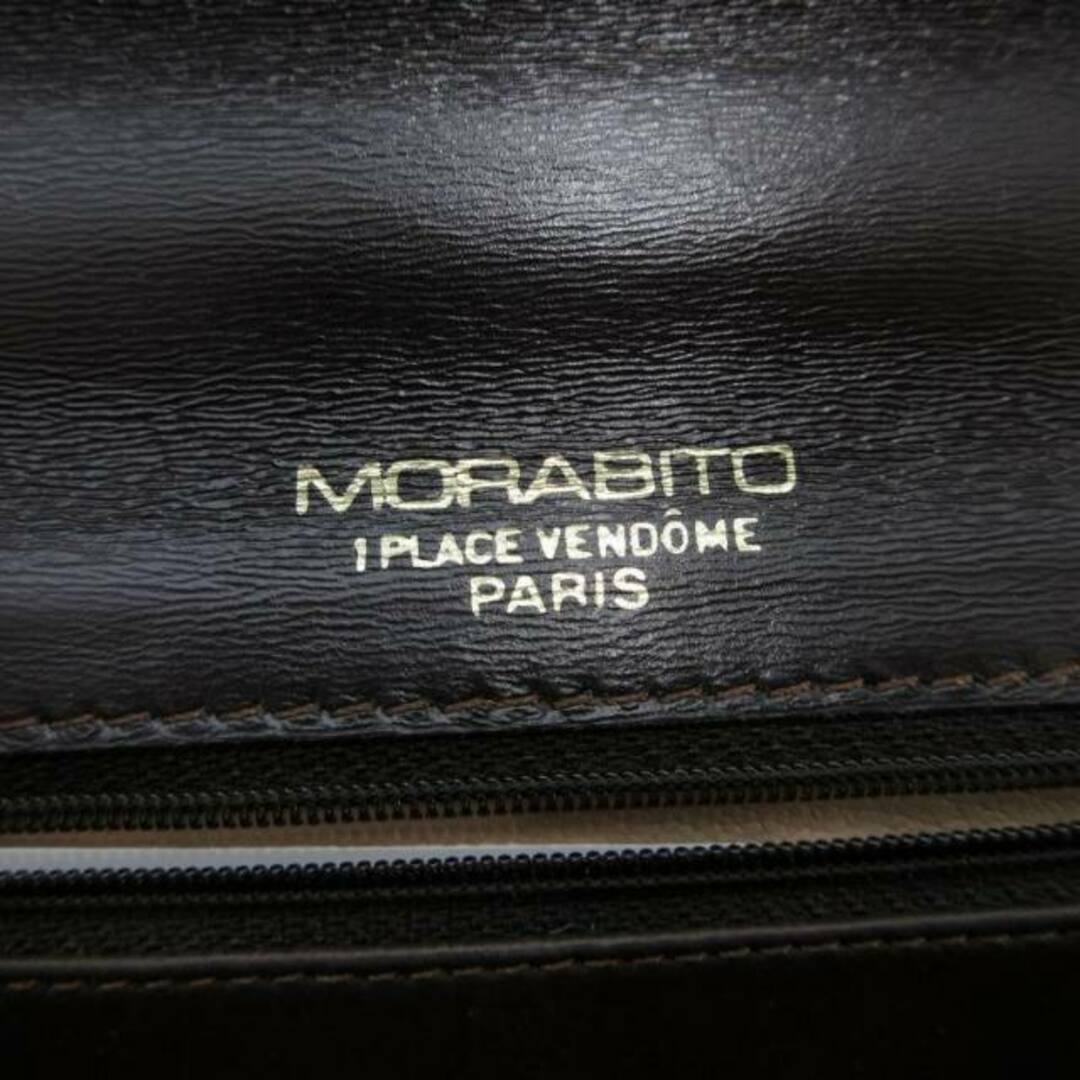 MORABITO
1 PLACE VENDÔME
PARIS